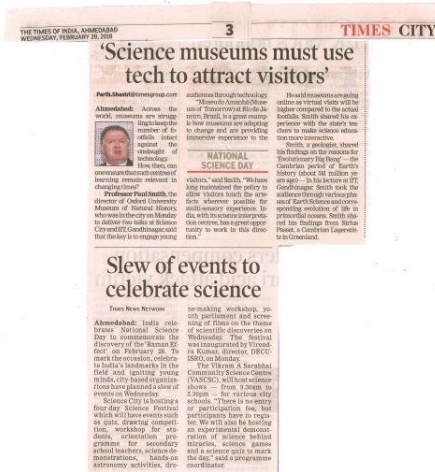 THE TIMES OF INDIA, AHMEDABAD
WEDNESDAY, FEBRUARY 28, 2018
3
TIMES CITY
'Science museums must use
tech to attract visitors'
Parth.Shastri@timesgroup.com
Ahmedabad: Across the
world, museums are strugg-
ling to keep the
number of fo-
otfalls intact
against the
onslaught of
technology.
How, then, can
one ensure that such centres of
learning remain relevant in
changing times?
Professor Paul Smith, the
director of Oxford University
Museum of Natural History,
who was in the city on Monday
to deliver two talks at Science
City and IIT, Gandhinagar, said
that the key is to engage young
audiences through technology.
"Museu do Amanhã (Muse-
um of Tomorrow) at Rio de Ja-
neiro, Brazil, is a great examp-
le how museums are adapting
to change and are providing
immersive experience to the
NATIONAL
SCIENCE DAY
visitors," said Smith. "We have
long maintained the policy to
allow visitors touch the arte-
facts wherever possible for
multi-sensory experience. In-
dia, with its science interpreta-
tion centres, has a great oppor-
tunity to work in this direc-
tion."
He said museums are going
online as virtual visits will be
higher compared to the actual
footfalls. Smith shared his ex-
perience with the state's tea-
chers to make science educa-
tion more interactive.
Smith, a geologist, shared
his findings on the reasons for
'Evolutionary Big Bang' — the
Cambrian period of Earth's
history (about 541 million ye-
ars ago) — in his lecture at IIT,
Gandhinagar. Smith took the
audience through various pha-
ses of Earth Science and corres-
ponding evolution of life in
primordial oceans. Smith sha-
red his findings from Sirius
Passet, a Cambrian Lagerstät-
te in Greenland.
Slew of events to
celebrate science
TIMES NEWS NETWORK
Ahmedabad: India cele-
brates National Science
Day to commemorate the
discovery of the 'Raman Ef-
fect' on February 28. To
mark the occasion, celebra-
te India's landmarks in the
field and igniting young
minds, city-based organiza-
tions have planned a slew of
events on Wednesday.
Science City is hosting a
four-day Science Festival
which will have events such
as quiz, drawing competi-
tion, workshop for stu-
dents, orientation pro-
gramme for secondary
school teachers, science de-
monstrations, hands-on
astronomy activities, dro-
ne-making workshop, yo-
uth parliament and scree-
ning of films on the theme
of scientific discoveries on
Wednesday. The festival
was inaugurated by Virend-
ra Kumar, director, DECU-
ISRO, on Monday.
The Vikram A Sarabhai
Community Science Centre
(VASCSC), will host science
shows — from 9.30am to
5.30pm — for various city
schools. "There is no entry
or participation fee, but
participants have to regis-
ter. We will also be hosting
an experimental demonst-
ration of science behind
miracles, science games
and a science quiz to mark
the day," said a programme
coordinator.